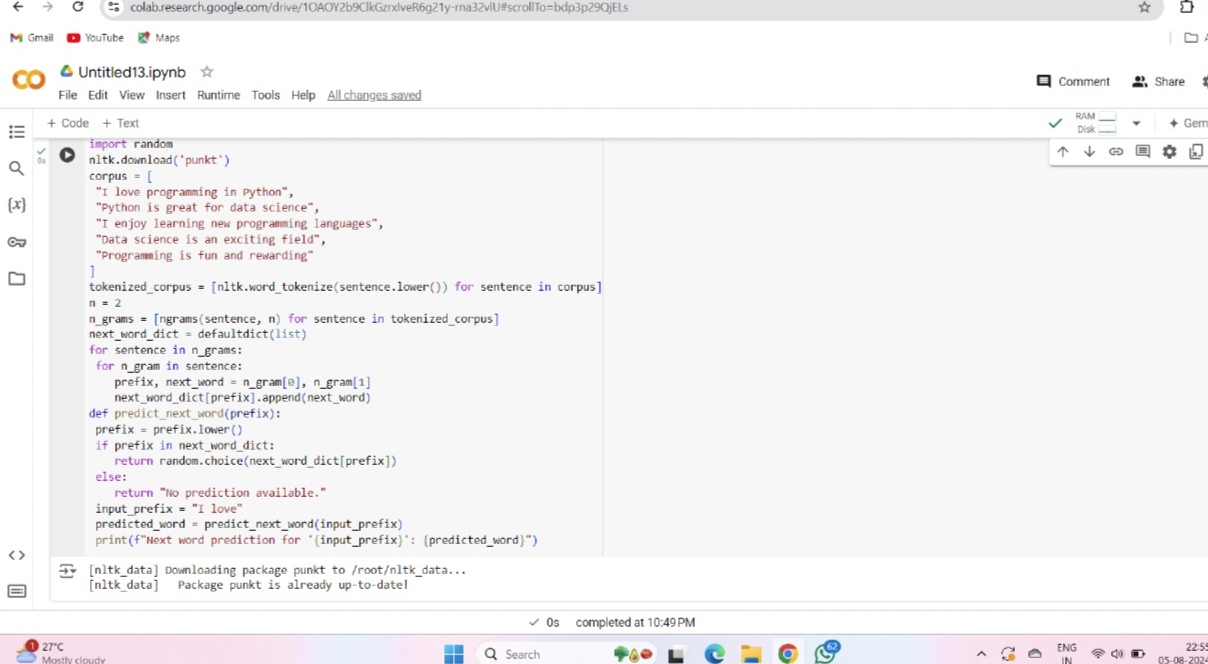 colab.research.google.com/drive/1OAOY2b9ClkGzrxlveR6g21y-rna32vlU#scrollTo=bdp3p29QjELs
Gmail YouTube Maps
Untitled13.ipynb
File Edit View Insert Runtime Tools Help All changes saved
Comment Share
+ Code + Text
RAM
Disk
Gem
0s
import random
nltk.download('punkt')
corpus = [
"I love programming in Python",
"Python is great for data science",
"I enjoy learning new programming languages",
"Data science is an exciting field",
"Programming is fun and rewarding"
]
tokenized_corpus = [nltk.word_tokenize(sentence.lower()) for sentence in corpus]
n = 2
n_grams = [ngrams(sentence, n) for sentence in tokenized_corpus]
next_word_dict = defaultdict(list)
for sentence in n_grams:
for n_gram in sentence:
prefix, next_word = n_gram[0], n_gram[1]
next_word_dict[prefix].append(next_word)
def predict_next_word(prefix):
prefix = prefix.lower()
if prefix in next_word_dict:
return random.choice(next_word_dict[prefix])
else:
return "No prediction available."
input_prefix = "I love"
predicted_word = predict_next_word(input_prefix)
print(f"Next word prediction for '{input_prefix}': {predicted_word}")
[nltk_data] Downloading package punkt to /root/nltk_data...
[nltk_data] Package punkt is already up-to-date!
0s completed at 10:49 PM
1
27°C
Mostly cloudy
Search
62
ENG
IN
22:55
05-08-2024